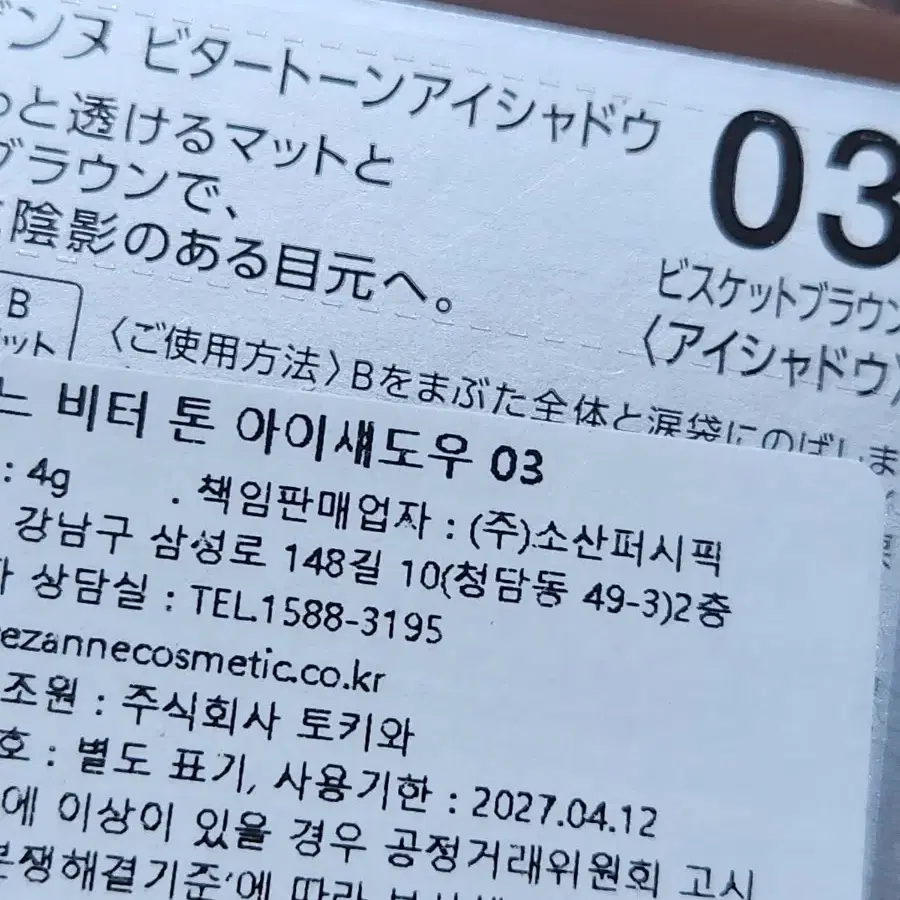 ンヌ ビタートーンアイシャドウ
っと透けるマットと
ブラウンで、
陰影のある目元へ。
03
ビスケットブラウン
〈アイシャドウ〉
B
ット
〈ご使用方法〉Bをまぶた全体と涙袋にのばしま
느 비터 톤 아이섀도우 03
: 4g . 책임판매업자 : (주)소산퍼시픽
강남구 삼성로 148길 10(청담동 49-3)2층
자 상담실 : TEL.1588-3195
ezannecosmetic.co.kr
조원 : 주식회사 토키와
호 : 별도 표기, 사용기한 : 2027.04.12
에 이상이 있을 경우 공정거래위원회 고시
분쟁해결기준'에 따라